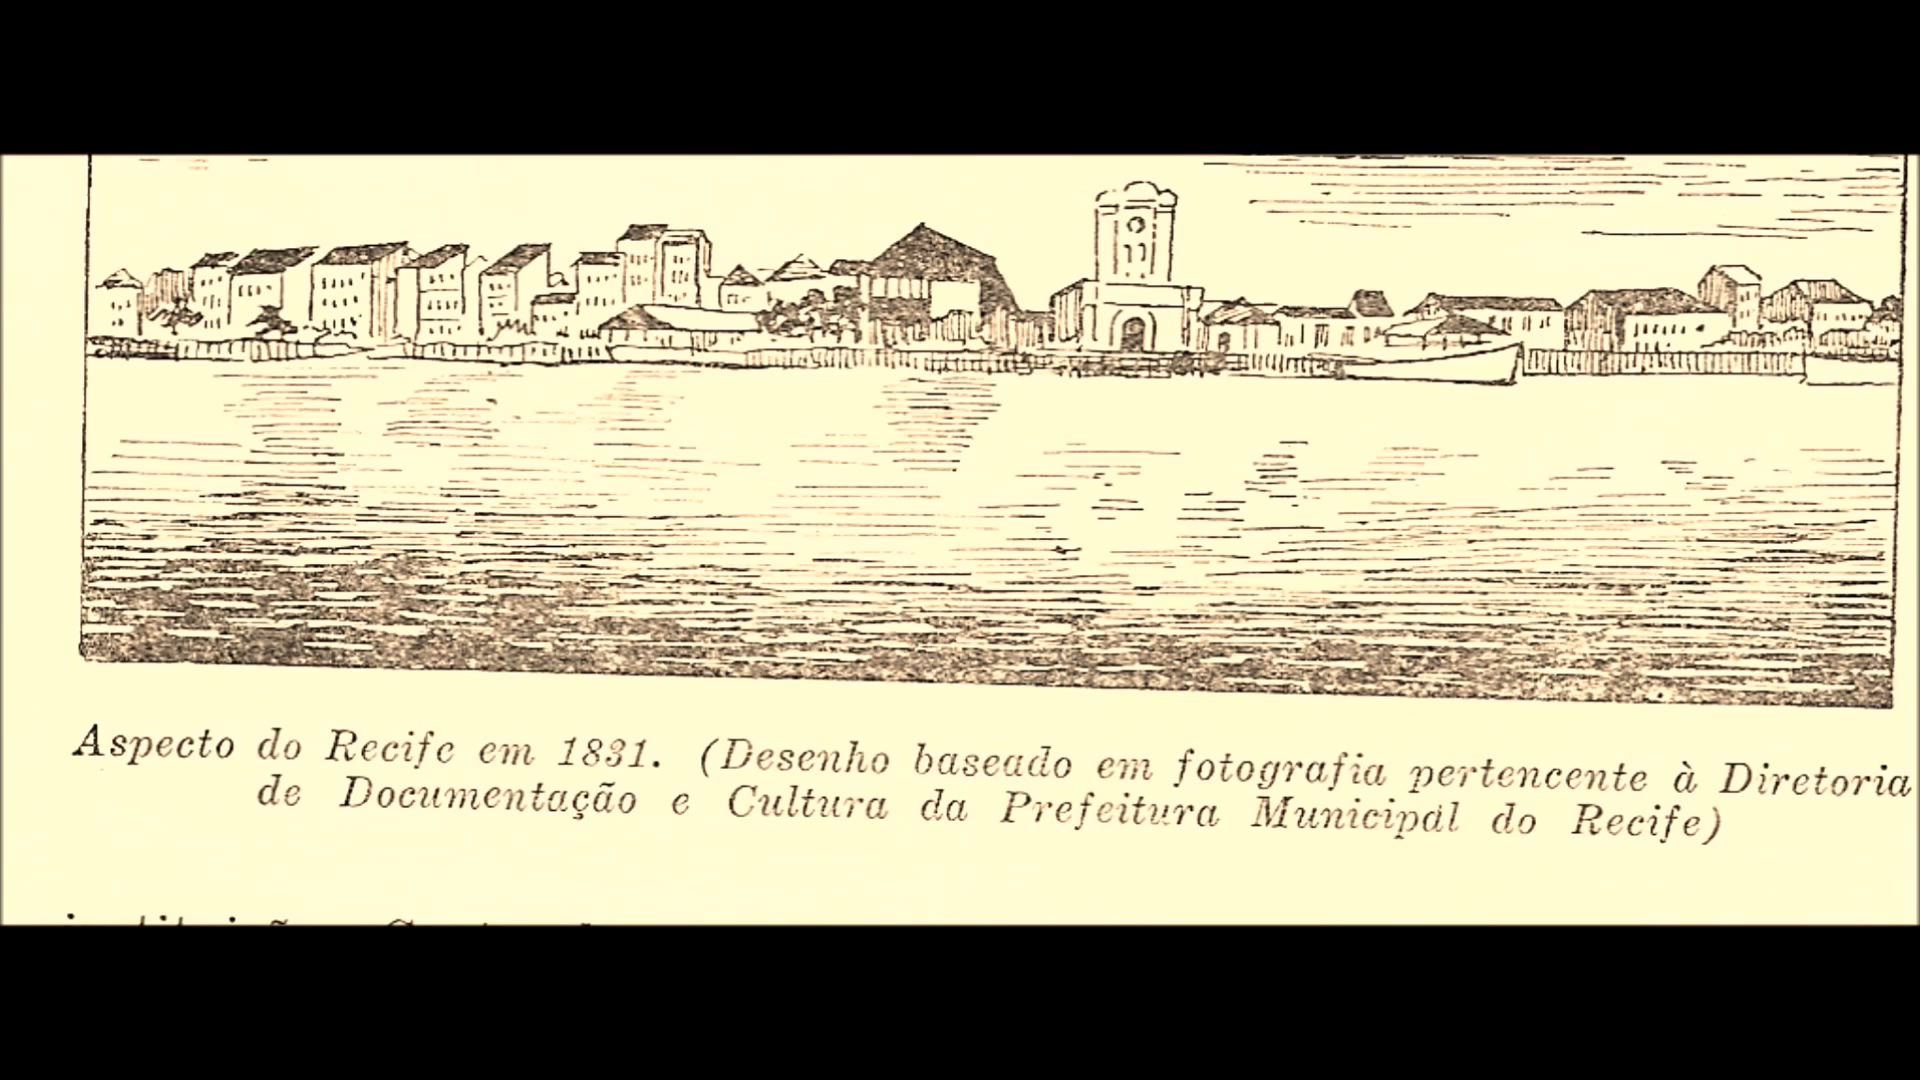 Aspecto do Recife em 1831. (Desenho baseado em fotografia pertencente à Diretoria
de Documentação e Cultura da Prefeitura Municipal do Recife)